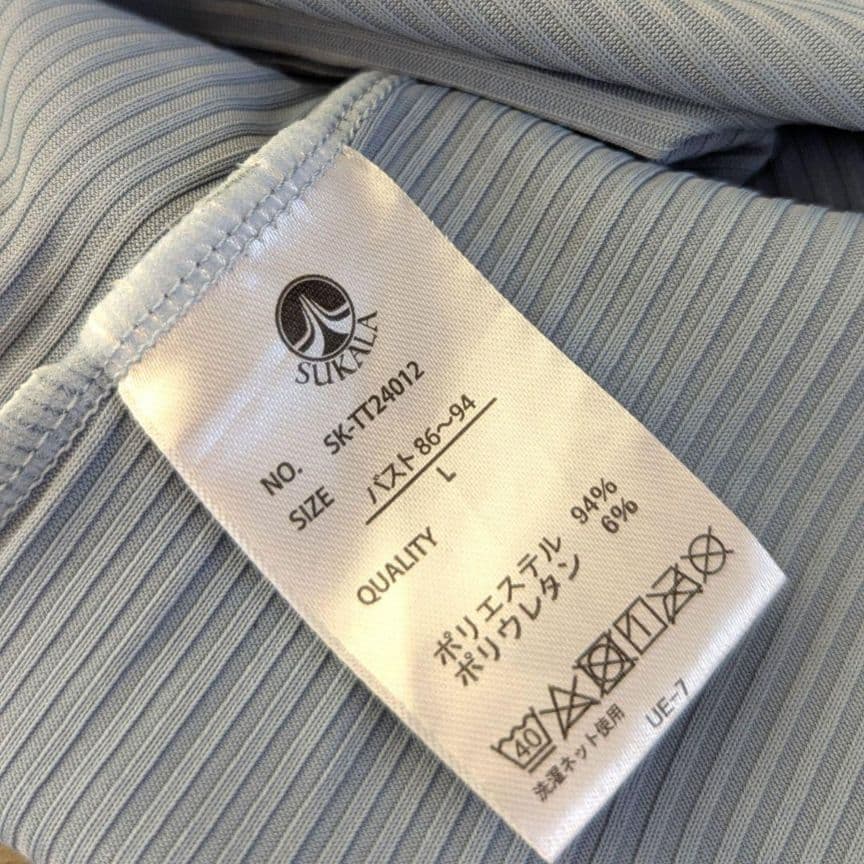 SUKALA
NO. SK-TT24012
SIZE バスト86～94
L
QUALITY
ポリエステル 94%
ポリウレタン 6%
40
洗濯ネット使用
UE-7